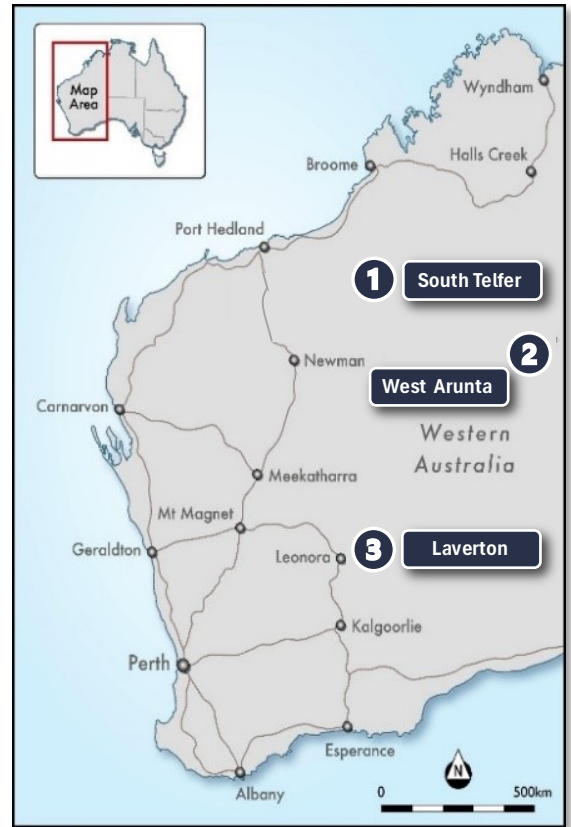 Map
Area
Wyndham
Halls Creek
Broome
Port Hedland
1
South Telfer
2
Newman
West Arunta
Carnarvon
Western
Australia
Meekatharra
Mt Magnet
Geraldton
Leonora
3
Laverton
Kalgoorlie
Perth
Esperance
N
Albany
0
500km